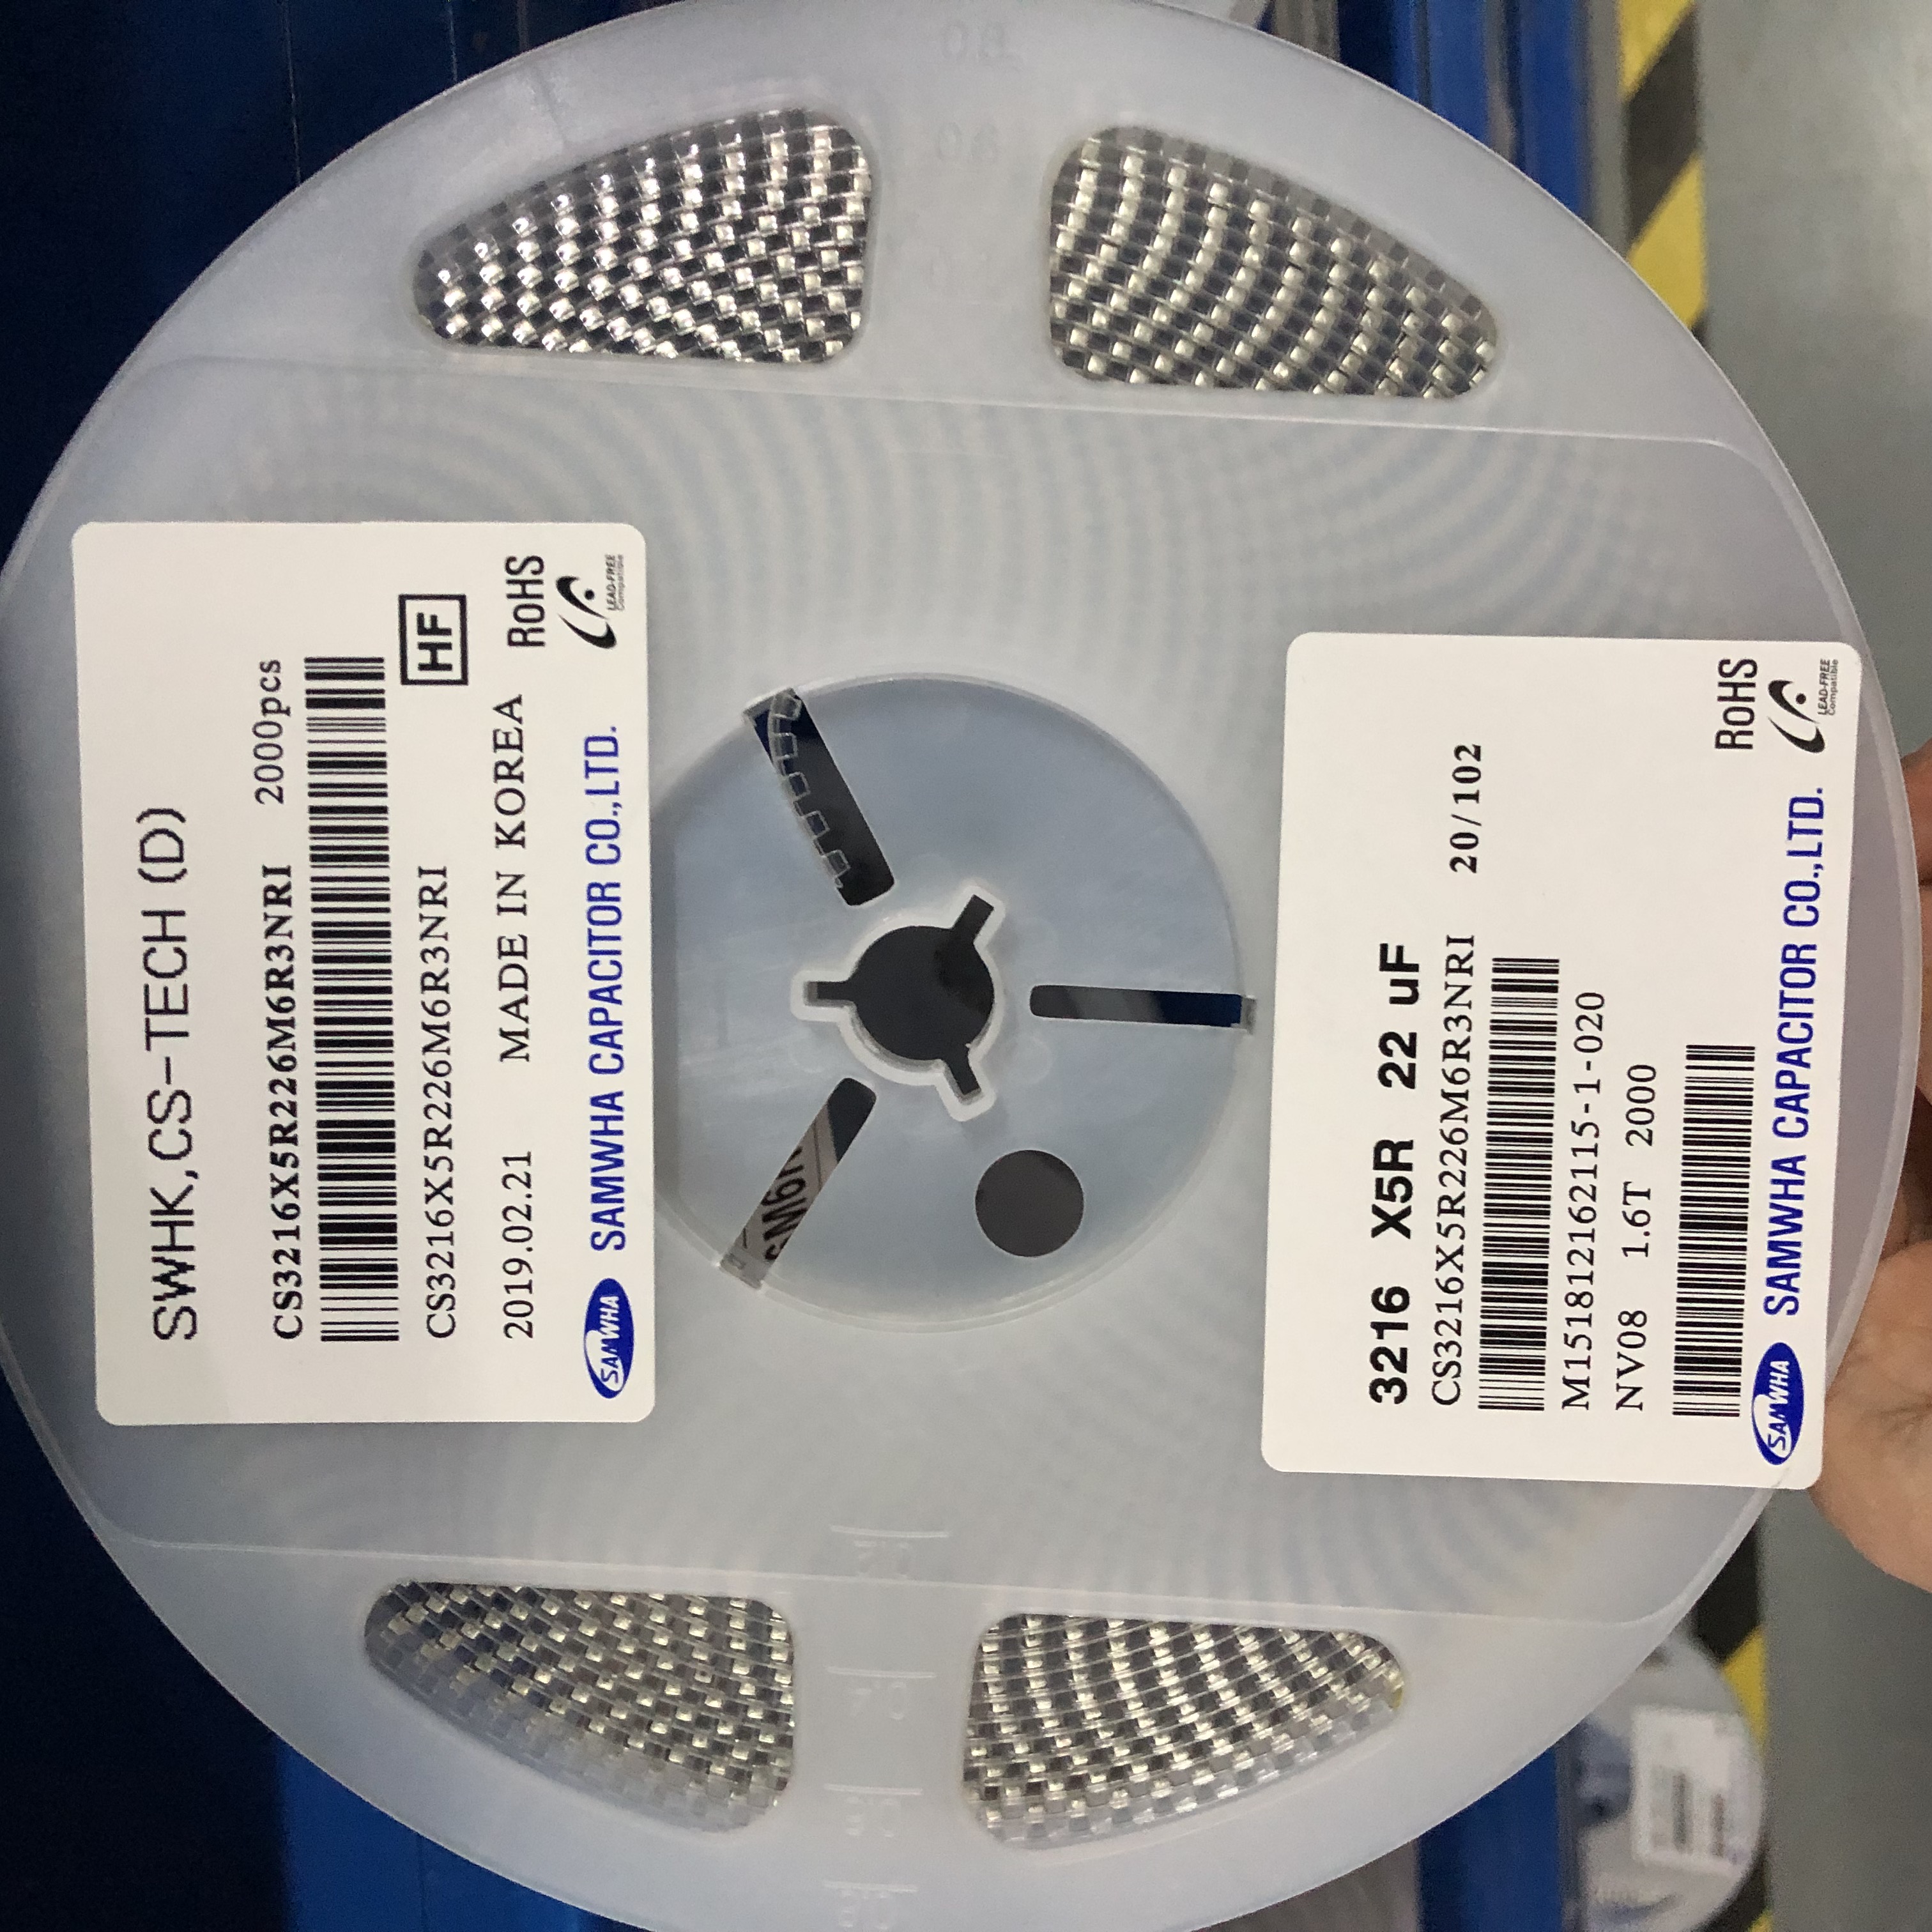 SWHK,CS-TECH (D)
CS3216X5R226M6R3NRI 2000pcs
HF
CS3216X5R226M6R3NRI
2019.02.21 MADE IN KOREA RoHS
SAMWHA SAMWHA CAPACITOR CO.,LTD. LEAD-FREE Compatible
3216 X5R 22 uF
CS3216X5R226M6R3NRI 20/102
M151812162115-1-020
NV08 1.6T 2000
RoHS
SAMWHA SAMWHA CAPACITOR CO.,LTD. LEAD-FREE Compatible